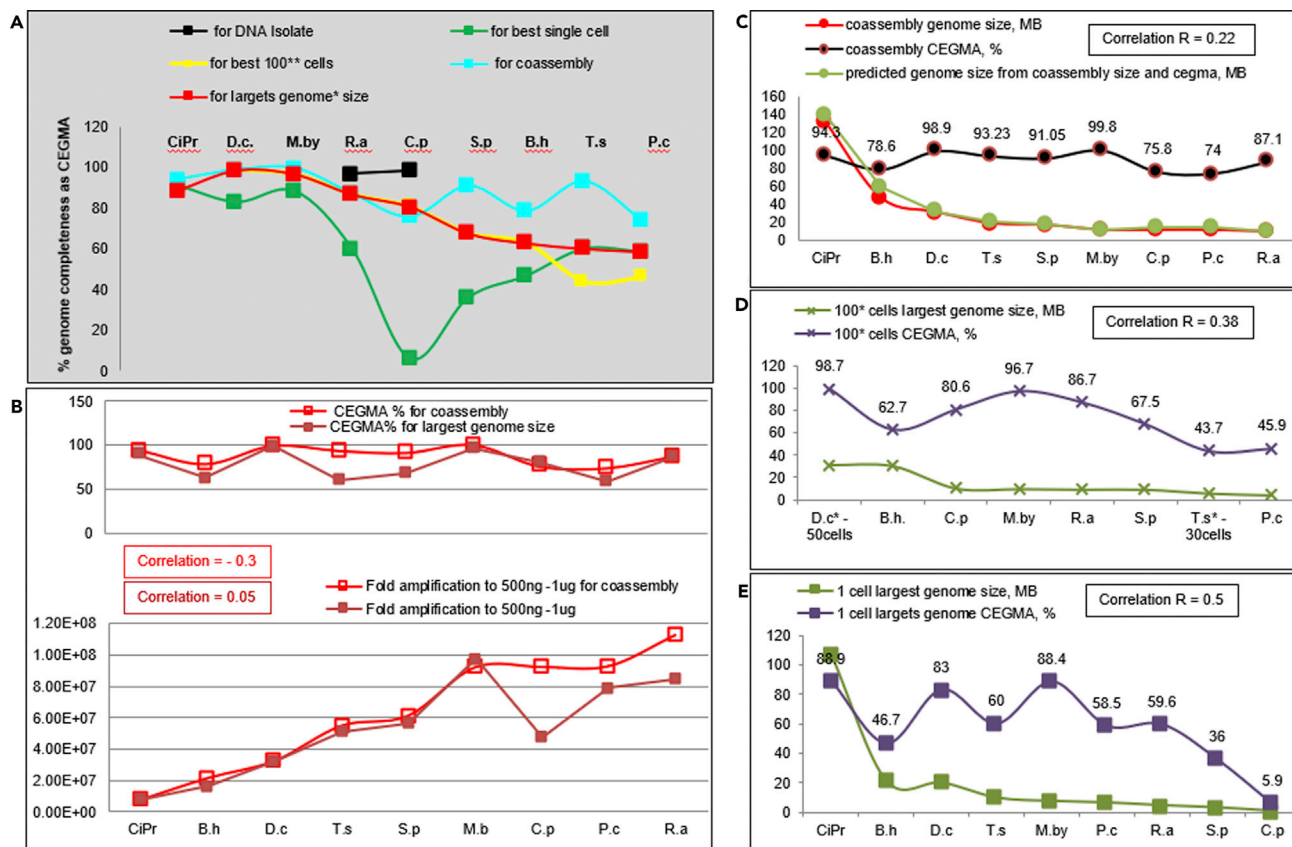 A
for DNA Isolate
for best single cell
for best 100** cells
for coassembly
for largets genome* size
% genome completeness as CEGMA
120
100
80
60
40
20
0
CiPr D.c. M.by R.a C.p S.p B.h T.s P.c
B
150
100
50
0
CEGMA % for coassembly
CEGMA% for largest genome size
Correlation = - 0.3
Correlation = 0.05
Fold amplification to 500ng -1ug for coassembly
Fold amplification to 500ng -1ug
1.20E+08
1.00E+08
8.00E+07
6.00E+07
4.00E+07
2.00E+07
0.00E+00
CiPr B.h D.c T.s S.p M.b C.p P.c R.a
C
coassembly genome size, MB
coassembly CEGMA, %
predicted genome size from coassembly size and cegma, MB
Correlation R = 0.22
160
140
120
100
80
60
40
20
0
94.3 78.6 98.9 93.23 91.05 99.8 75.8 74 87.1
CiPr B.h D.c T.s S.p M.by C.p P.c R.a
D
100* cells largest genome size, MB
100* cells CEGMA, %
Correlation R = 0.38
120
100
80
60
40
20
0
98.7 62.7 80.6 96.7 86.7 67.5 43.7 45.9
D.c* - B.h. C.p M.by R.a S.p T.s* - P.c
50cells 30cells
E
1 cell largest genome size, MB
1 cell largets genome CEGMA, %
Correlation R = 0.5
120
100
80
60
40
20
0
88.9 46.7 83 60 88.4 58.5 59.6 36 5.9
CiPr B.h D.c T.s M.by P.c R.a S.p C.p